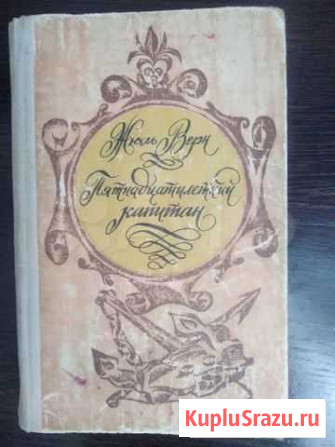 Жюль Верн
Пятнадцатилетний
капитан
KupluSrazu.ru